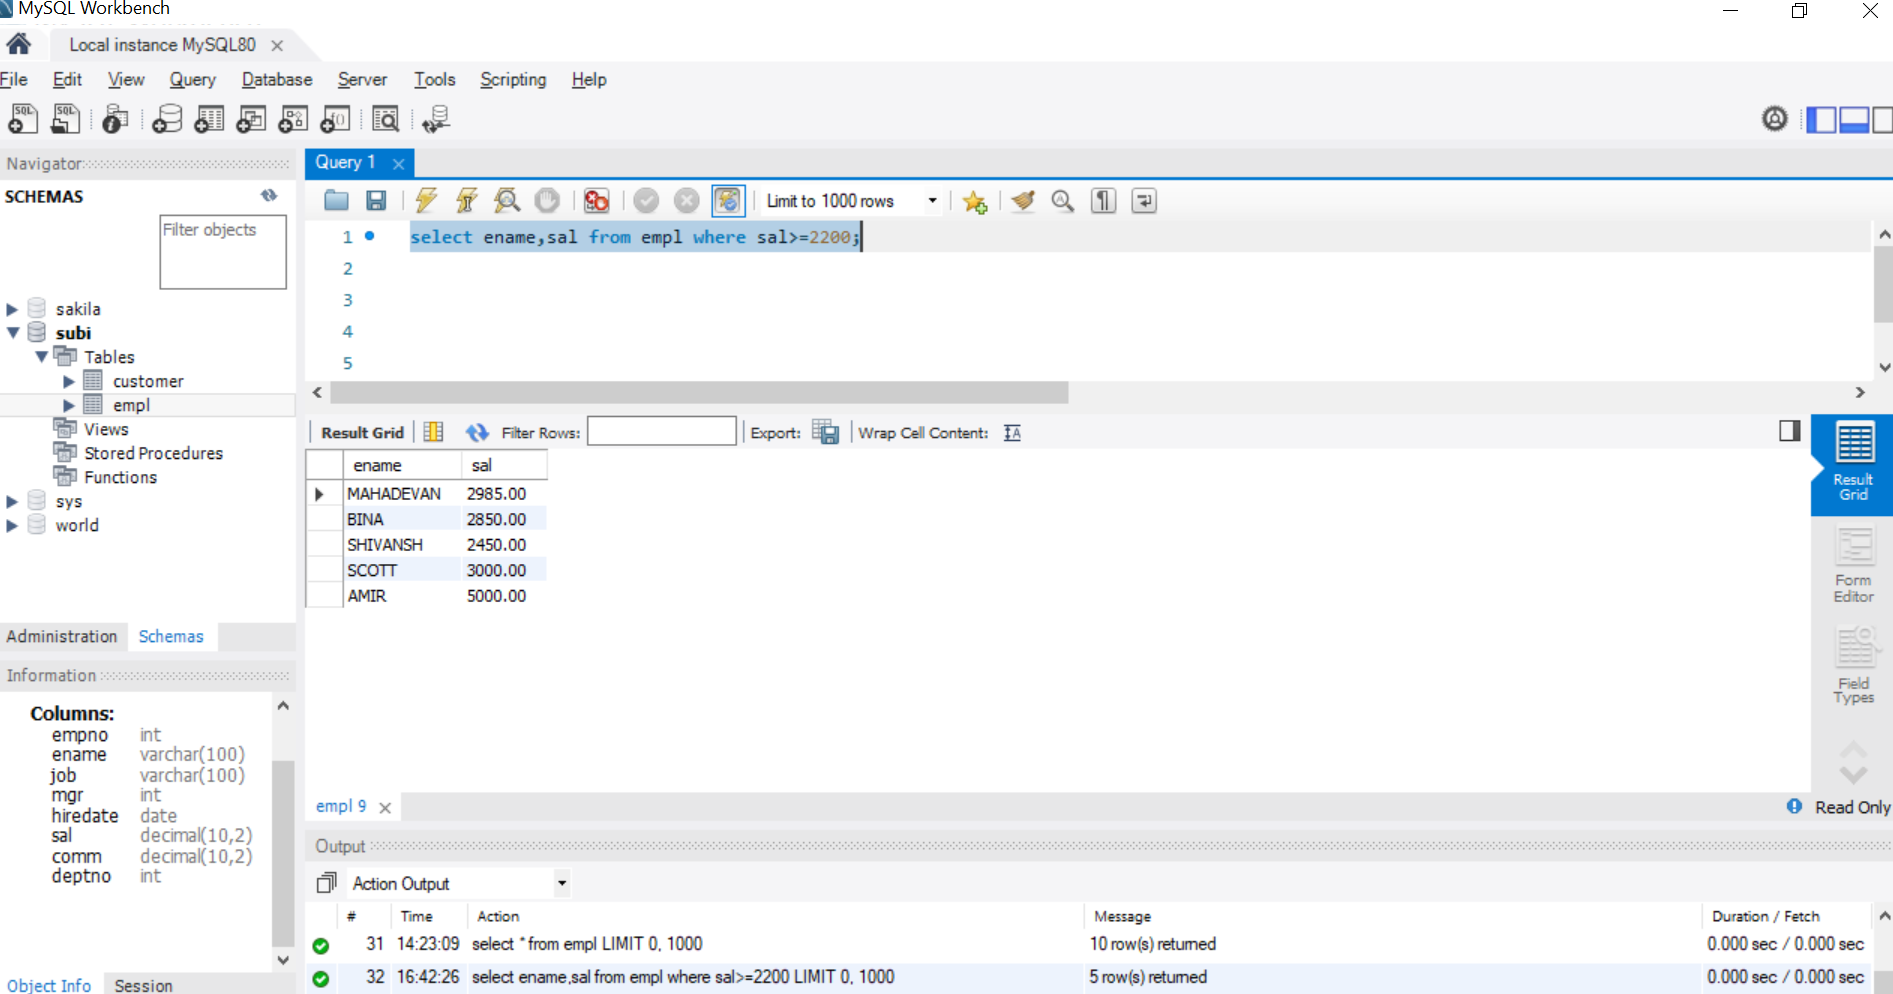 MySQL Workbench
Local instance MySQL80
File Edit View Query Database Server Tools Scripting Help
SQL SQL
Navigator
SCHEMAS
Filter objects
sakila
subi
Tables
customer
empl
Views
Stored Procedures
Functions
sys
world
Administration Schemas
Information
Columns:
empno int
ename varchar(100)
job varchar(100)
mgr int
hiredate date
sal decimal(10,2)
comm decimal(10,2)
deptno int
Object Info Session
Query 1
Limit to 1000 rows
1 select ename,sal from empl where sal>=2200;
2
3
4
5
Result Grid Filter Rows: Export: Wrap Cell Content:
ename sal
MAHADEVAN 2985.00
BINA 2850.00
SHIVANSH 2450.00
SCOTT 3000.00
AMIR 5000.00
Result
Grid
Form
Editor
Field
Types
empl 9
Read Only
Output
Action Output
# Time Action Message Duration / Fetch
31 14:23:09 select * from empl LIMIT 0, 1000 10 row(s) returned 0.000 sec / 0.000 sec
32 16:42:26 select ename,sal from empl where sal>=2200 LIMIT 0, 1000 5 row(s) returned 0.000 sec / 0.000 sec